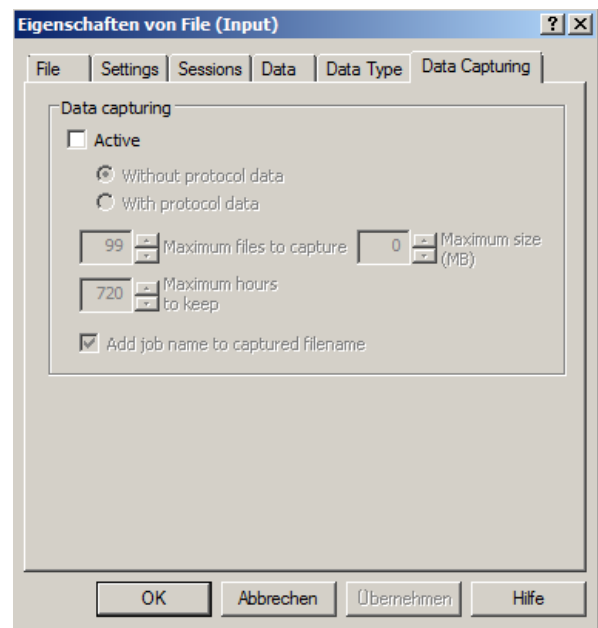 Eigenschaften von File (Input)
File Settings Sessions Data Data Type Data Capturing
Data capturing
Active
Without protocol data
With protocol data
99 Maximum files to capture 0 Maximum size
(MB)
720 Maximum hours
to keep
Add job name to captured filename
OK Abbrechen Übernehmen Hilfe